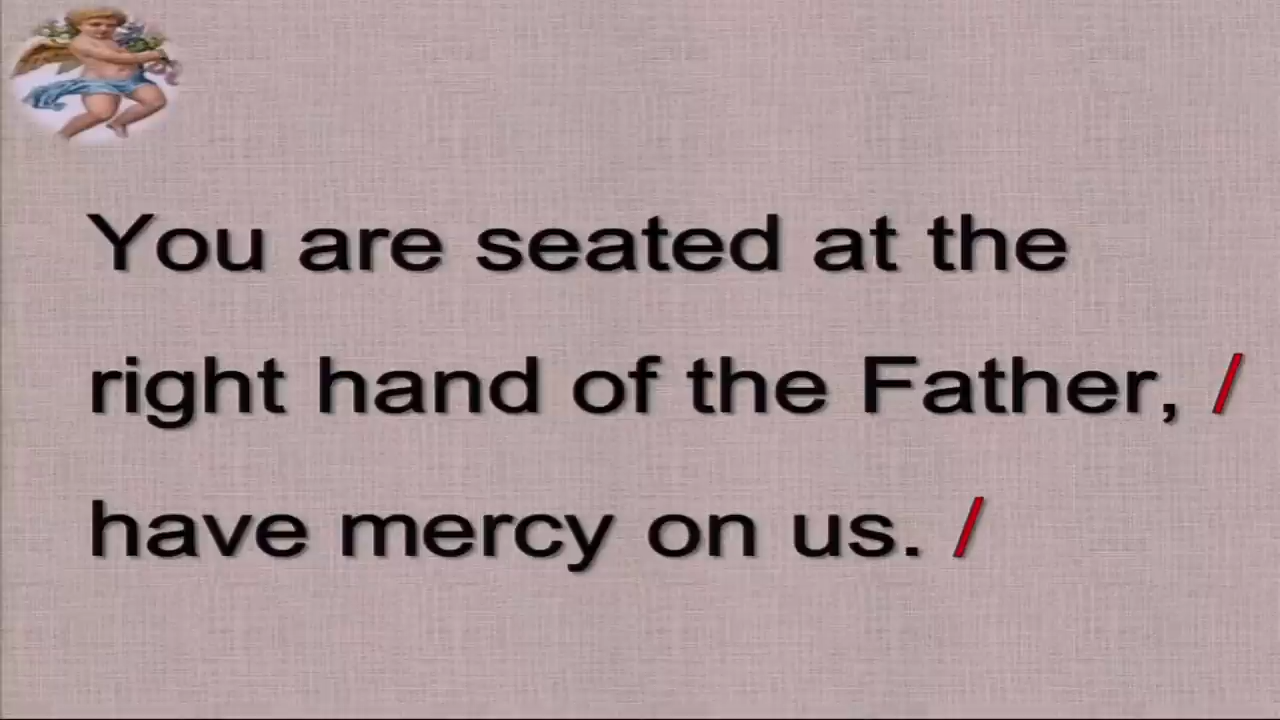 You are seated at the
right hand of the Father, /
have mercy on us. /